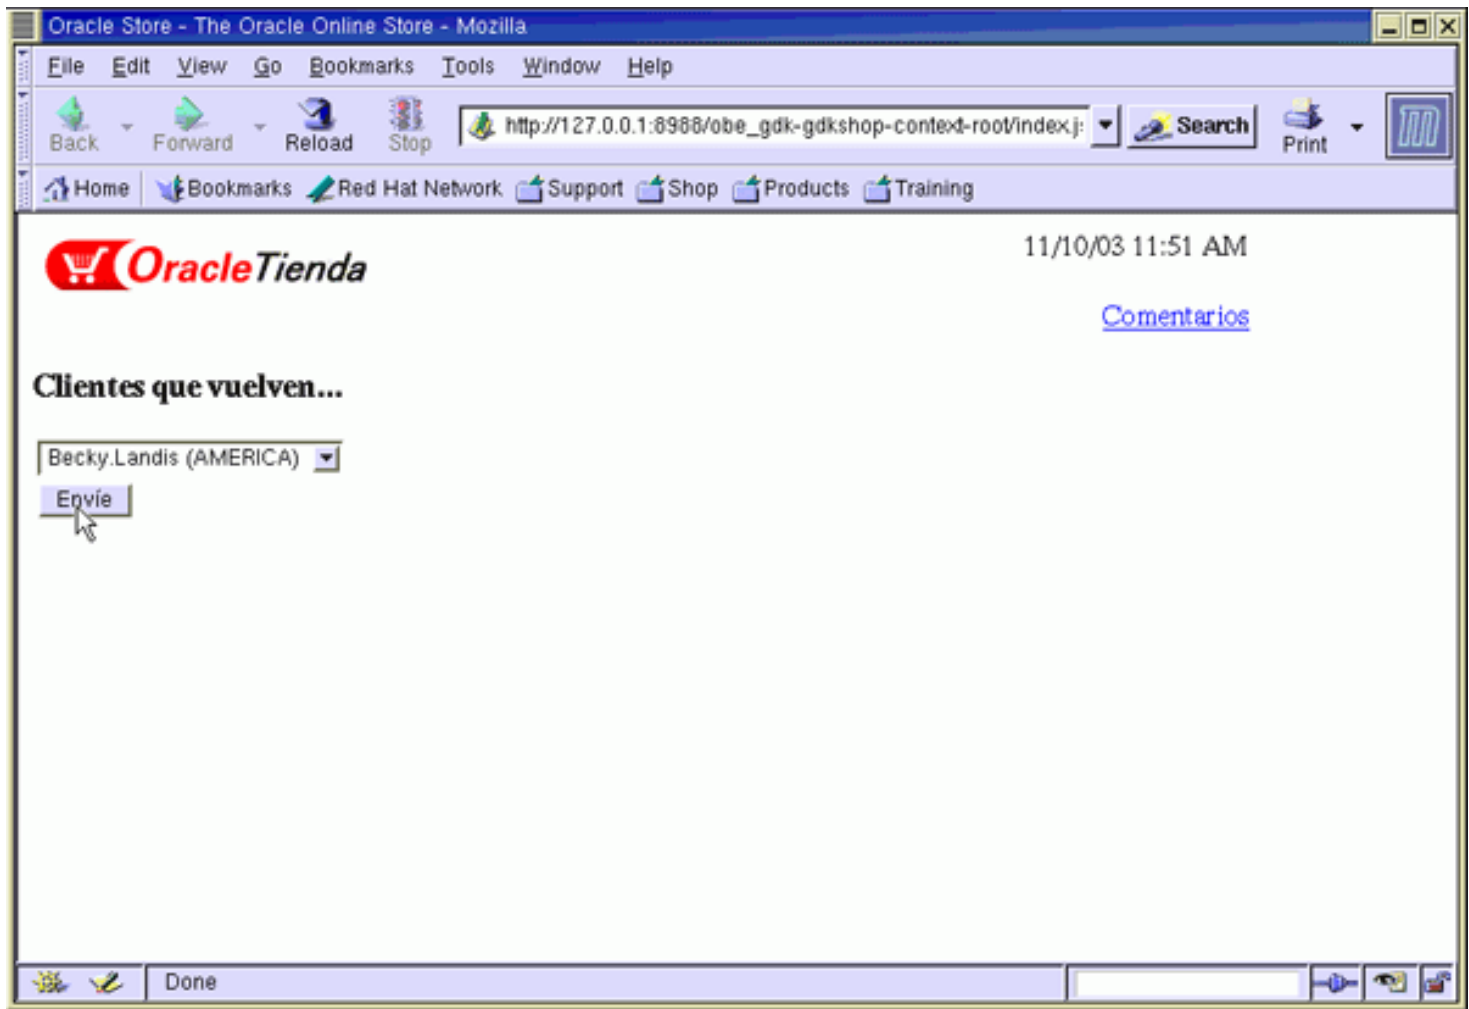 Oracle Store - The Oracle Online Store - Mozilla
File Edit View Go Bookmarks Tools Window Help
Back Forward Reload Stop http://127.0.0.1:8988/obe_gdk-gdkshop-context-root/index.j Search Print
Home Bookmarks Red Hat Network Support Shop Products Training
OracleTienda
11/10/03 11:51 AM
Comentarios
Clientes que vuelven...
Becky.Landis (AMERICA)
Envíe
Done